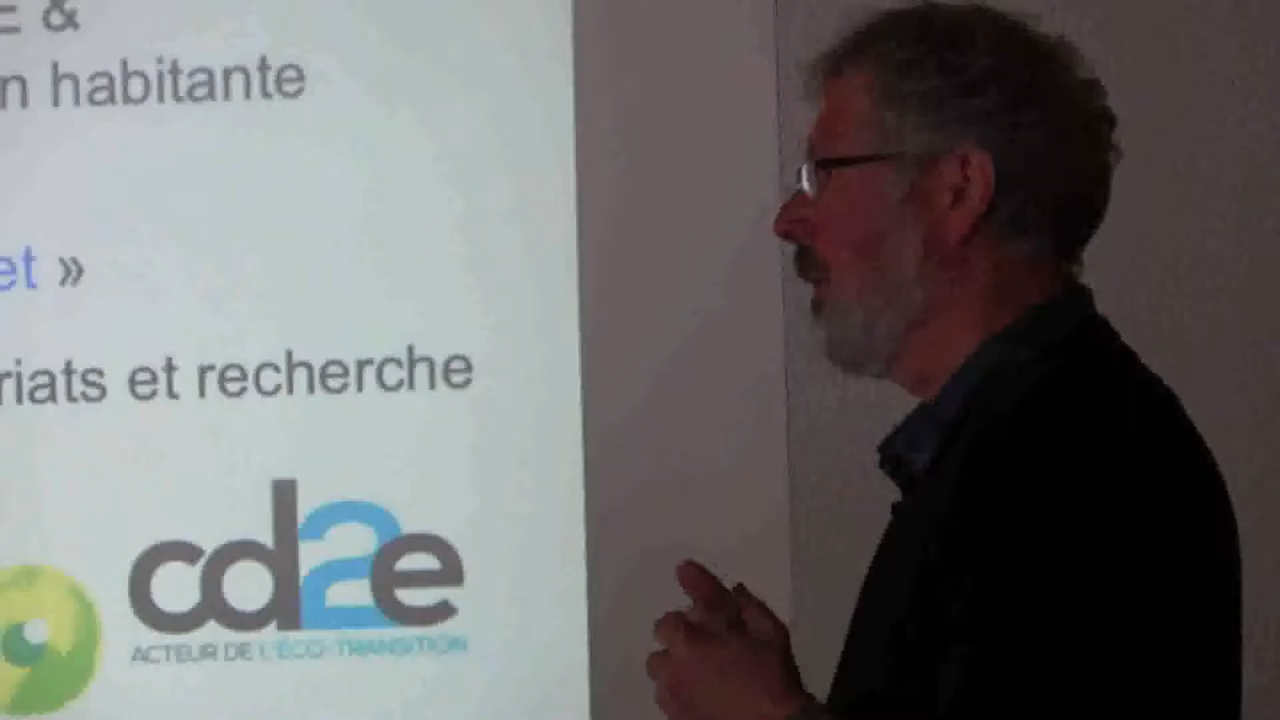 &
n habitante
et »
riats et recherche
cd2e
ACTEUR DE L'ÉCO-TRANSITION